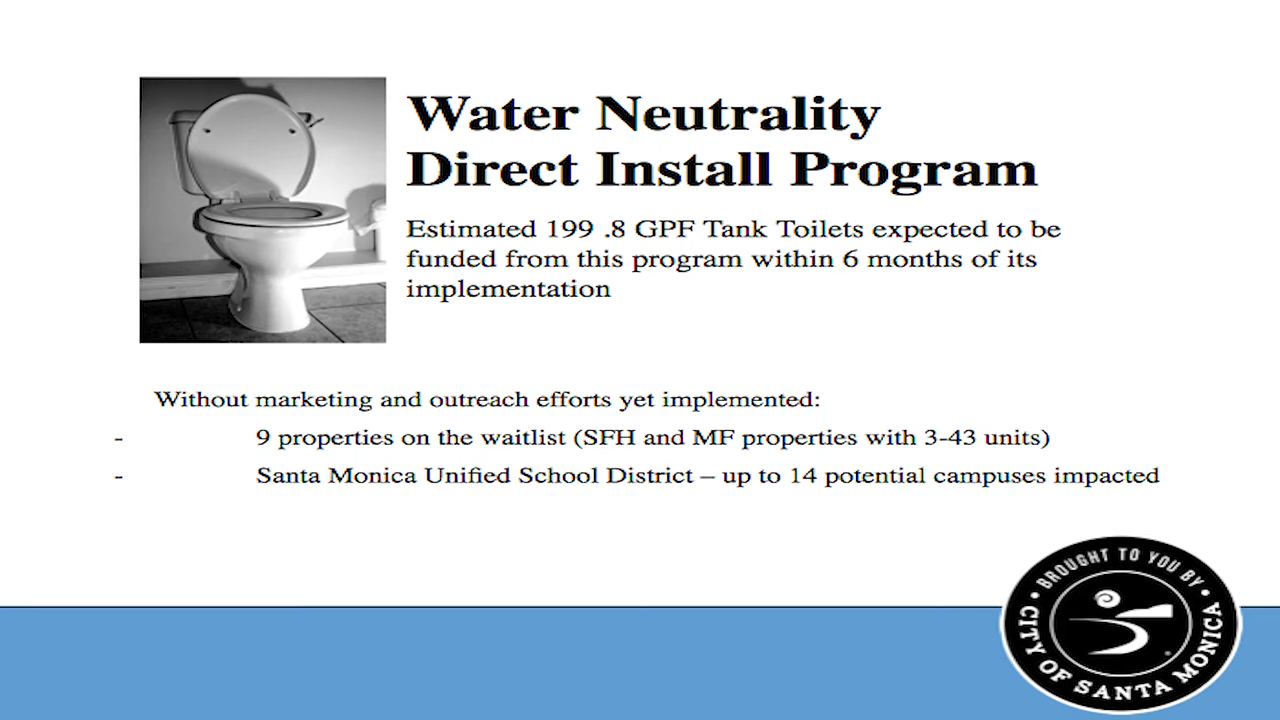 Water Neutrality
Direct Install Program
Estimated 199 .8 GPF Tank Toilets expected to be
funded from this program within 6 months of its
implementation
Without marketing and outreach efforts yet implemented:
- 9 properties on the waitlist (SFH and MF properties with 3-43 units)
- Santa Monica Unified School District – up to 14 potential campuses impacted
• BROUGHT TO YOU BY •
CITY OF SANTA MONICA